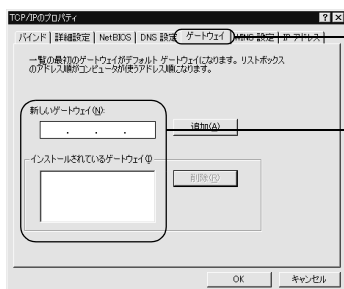 TCP/IPのプロパティ
バインド 詳細設定 NetBIOS DNS 設定 ゲートウェイ WINS 設定 IP アドレス
一覧の最初のゲートウェイがデフォルト ゲートウェイになります。リストボックス
のアドレス順がコンピュータが使うアドレス順になります。
新しいゲートウェイ(N):
追加(A)
インストールされているゲートウェイ(I)
削除(R)
OK キャンセル